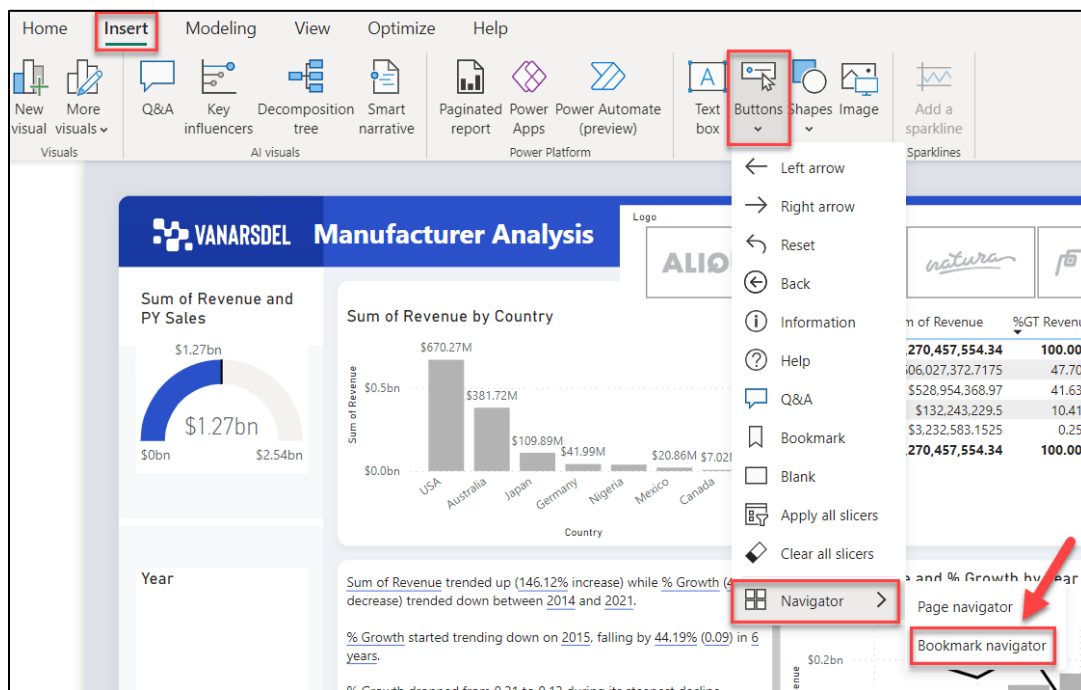 Home Insert Modeling View Optimize Help
New visual
More visuals
Q&A
Key influencers
Decomposition tree
Smart narrative
Paginated report
Power Apps
Power Automate (preview)
Text box
Buttons
Shapes
Image
Add a sparkline
Visuals
AI visuals
Power Platform
Sparklines
Left arrow
Right arrow
Reset
Back
Information
Help
Q&A
Bookmark
Blank
Apply all slicers
Clear all slicers
Navigator
Page navigator
Bookmark navigator
VANARSDEL Manufacturer Analysis
Logo
natura
Sum of Revenue and
PY Sales
$1.27bn
$1.27bn
$0bn $2.54bn
Sum of Revenue by Country
Sum of Revenue
$0.5bn
$0.0bn
$670.27M
$381.72M
$109.89M
$41.99M
$20.86M
USA
Australia
Japan
Germany
Nigeria
Mexico
Canada
Country
of Revenue %GT
270,457,554.34 100.00
06,027,372.7175 47.70
$528,954,368.97 41.63
$132,243,229.5 10.41
$3,232,583.1525 0.25
270,457,554.34 100.00
Year
Sum of Revenue trended up (146.12% increase) while % Growth
decrease) trended down between 2014 and 2021.
% Growth started trending down on 2015, falling by 44.19% (0.09) in 6
years.
and % Growth by Year
$0.2bn